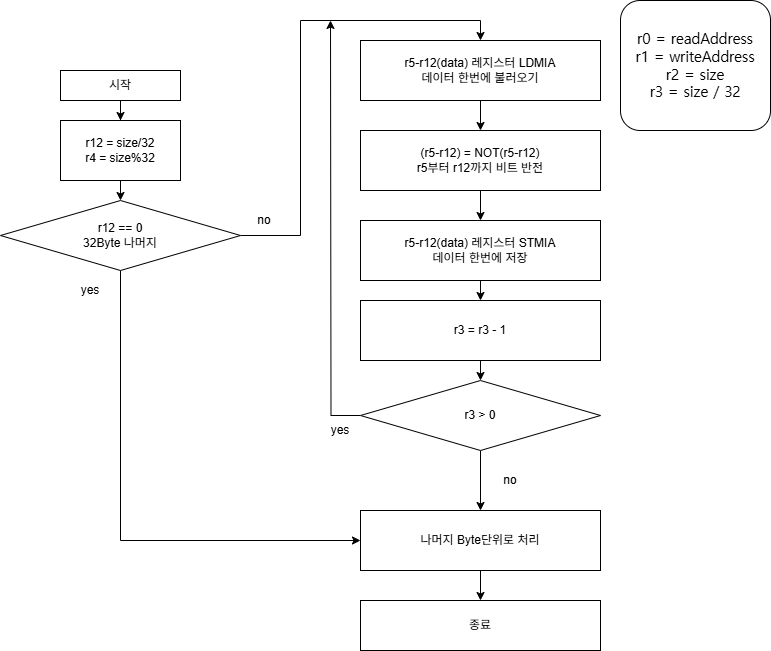 시작
r12 = size/32
r4 = size%32
r12 == 0
32Byte 나머지
no
yes
r5-r12(data) 레지스터 LDMIA
데이터 한번에 불러오기
(r5-r12) = NOT(r5-r12)
r5부터 r12까지 비트 반전
r5-r12(data) 레지스터 STMIA
데이터 한번에 저장
r3 = r3 - 1
r3 > 0
yes
no
나머지 Byte단위로 처리
종료
r0 = readAddress
r1 = writeAddress
r2 = size
r3 = size / 32